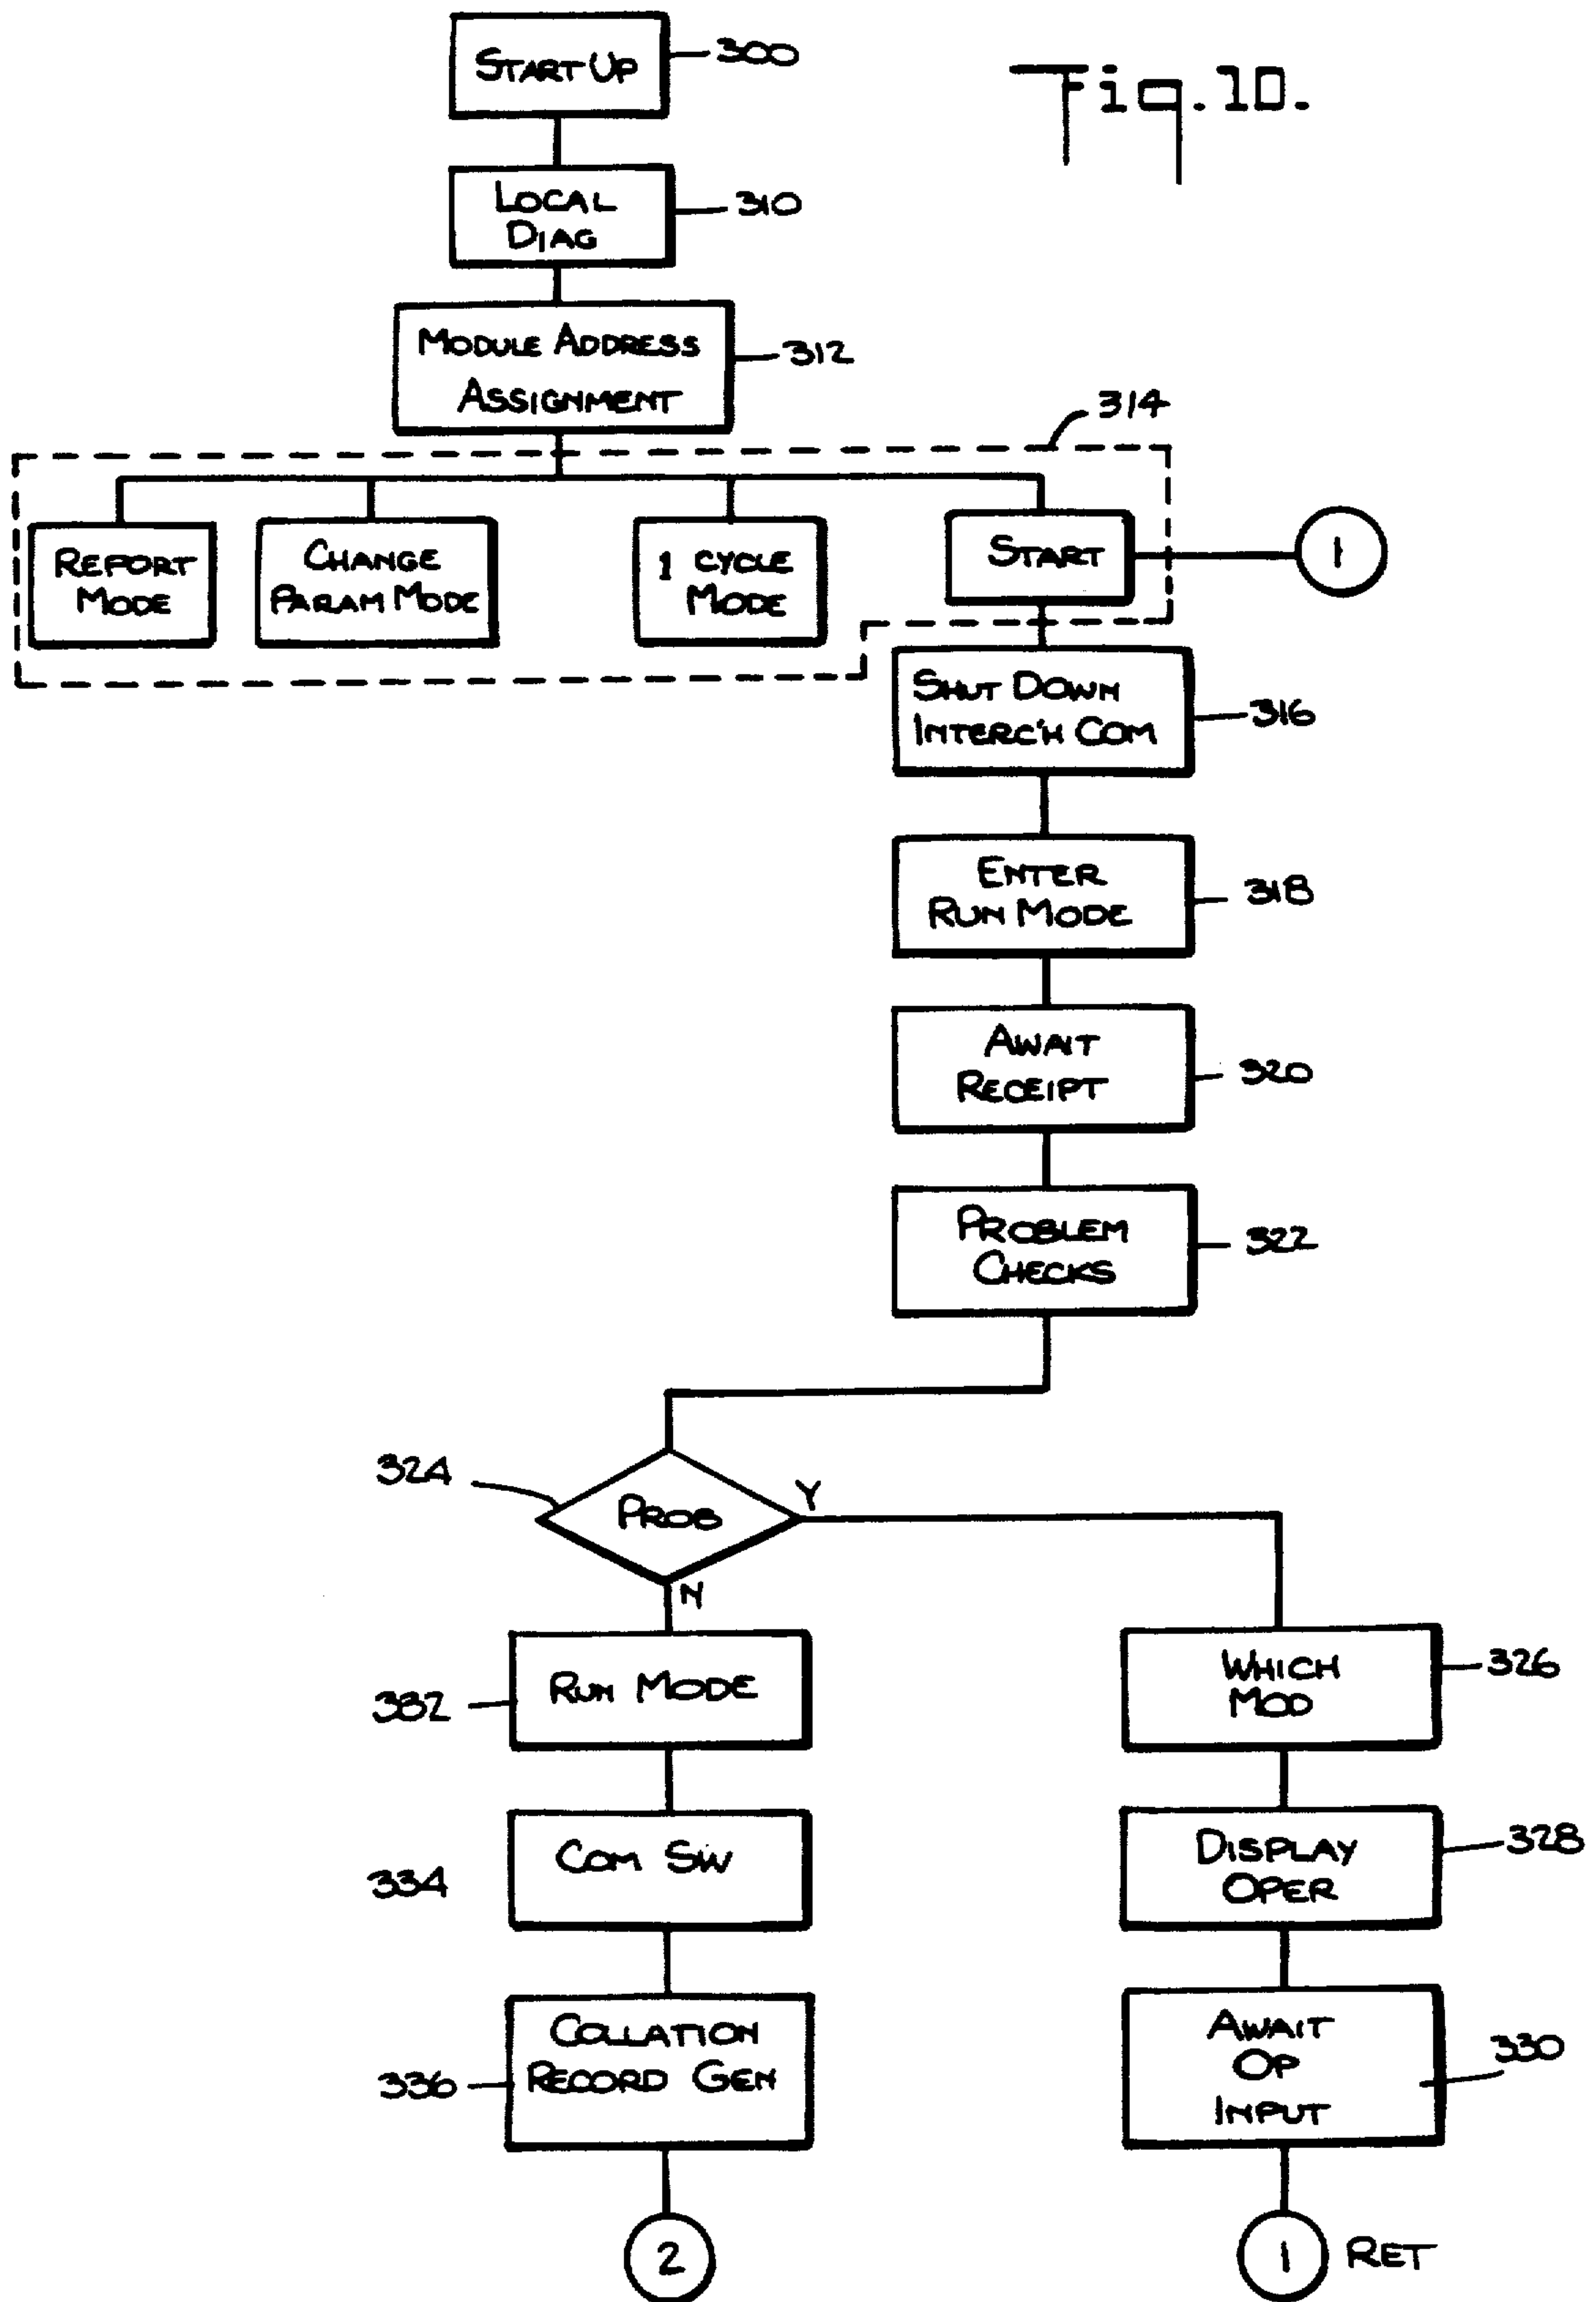 Fig. 10.
START UP
300
LOCAL
DIAG
310
MODULE ADDRESS
ASSIGNMENT
312
314
REPORT
MODE
CHANGE
PARAM MODE
1 CYCLE
MODE
START
1
SHUT DOWN
INTERC'H COM
316
ENTER
RUN MODE
318
AWAIT
RECEIPT
320
PROBLEM
CHECKS
322
324
PROB
Y
N
RUN MODE
332
WHICH
MOD
326
COM SW
334
DISPLAY
OPER
328
COLLATION
RECORD GEN
336
AWAIT
OP
INPUT
330
2
1 RET